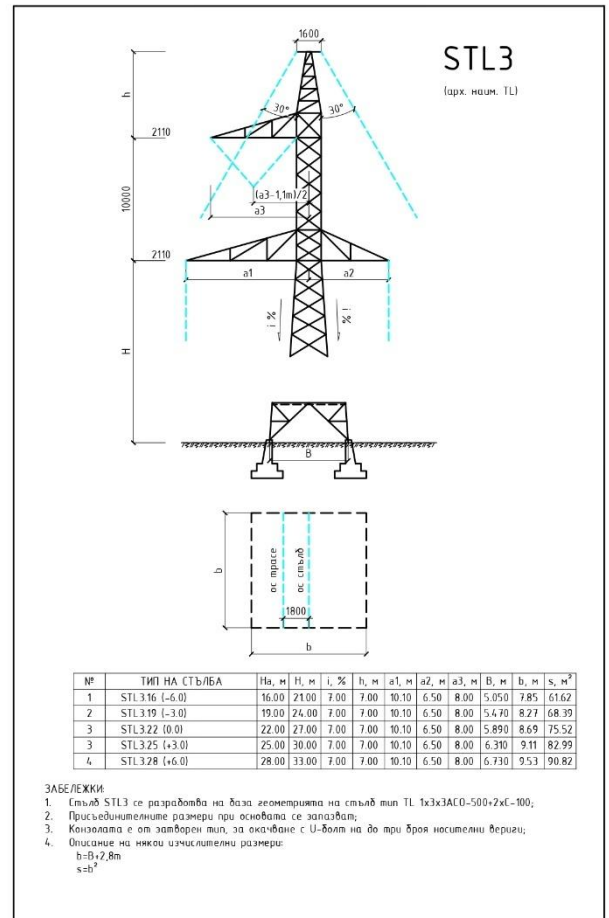 1600
STL3
(арх. наим. TL)
h
30° 30°
2110
(a3-1,1m)/2
a3
10000
2110
a1 a2
i % i %
H
B
b
ос трасе
ос стълб
1800
b
№ ТИП НА СТЪЛБА Ha, м H, м i, % h, м a1, м a2, м a3, м B, м b, м s, м²
1 STL3.16 (-6.0) 16.00 21.00 7.00 7.00 10.10 6.50 8.00 5.050 7.85 61.62
2 STL3.19 (-3.0) 19.00 24.00 7.00 7.00 10.10 6.50 8.00 5.470 8.27 68.39
3 STL3.22 (0.0) 22.00 27.00 7.00 7.00 10.10 6.50 8.00 5.890 8.69 75.52
3 STL3.25 (+3.0) 25.00 30.00 7.00 7.00 10.10 6.50 8.00 6.310 9.11 82.99
4 STL3.28 (+6.0) 28.00 33.00 7.00 7.00 10.10 6.50 8.00 6.730 9.53 90.82
ЗАБЕЛЕЖКИ:
1. Стълб STL3 се разработва на база геометрията на стълб тип TL 1x3x3ACO-500+2xC-100;
2. Присъединителните размери при основата се запазват;
3. Конзолата е от затворен тип, за окачване с U-болт на до три броя носителни вериги;
4. Описание на някои изчислителни размери:
b=B+2,8m
s=b²